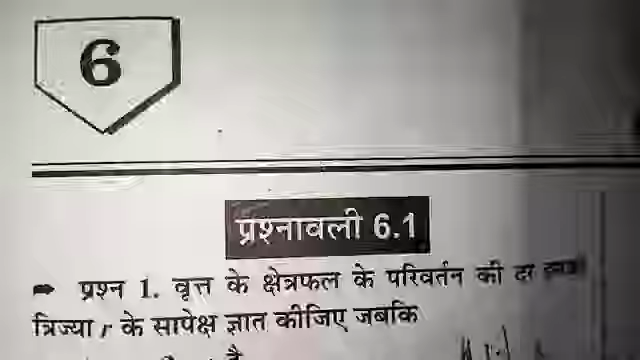 6
प्रश्नावली 6.1
➡ प्रश्न 1. वृत्त के क्षेत्रफल के परिवर्तन की दर
त्रिज्या r के सापेक्ष ज्ञात कीजिए जबकि
है